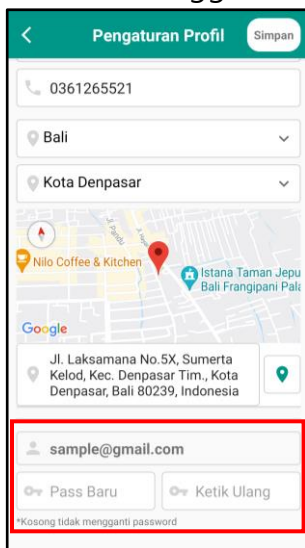 Pengaturan Profil
Simpan
0361265521
Bali
Kota Denpasar
Jl. Pandu
Nilo Coffee & Kitchen
Istana Taman Jepu
Bali Frangipani Pala
Google
Jl. Laksamana No.5X, Sumerta
Kelod, Kec. Denpasar Tim., Kota
Denpasar, Bali 80239, Indonesia
sample@gmail.com
Pass Baru
Ketik Ulang
*Kosong tidak mengganti password